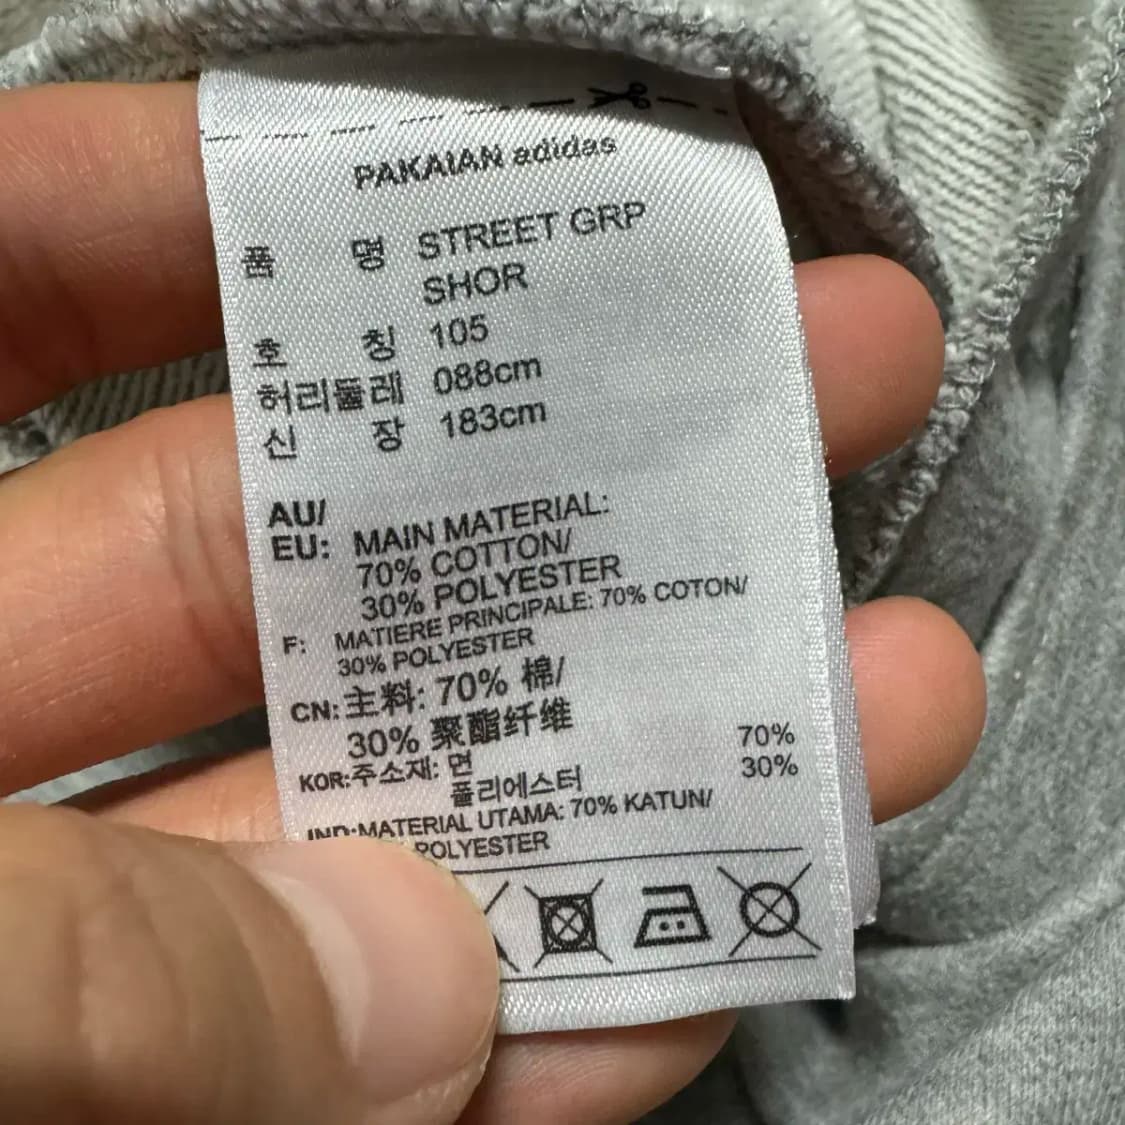 PAKAIAN adidas
품 명 STREET GRP
SHOR
호 칭 105
허리둘레 088cm
신 장 183cm
AU/
EU: MAIN MATERIAL:
70% COTTON/
30% POLYESTER
F: MATIERE PRINCIPALE: 70% COTON/
30% POLYESTER
CN: 主料: 70% 棉/
30% 聚酯纤维
KOR:주소재: 면 70%
폴리에스터 30%
IND:MATERIAL UTAMA: 70% KATUN/
POLYESTER